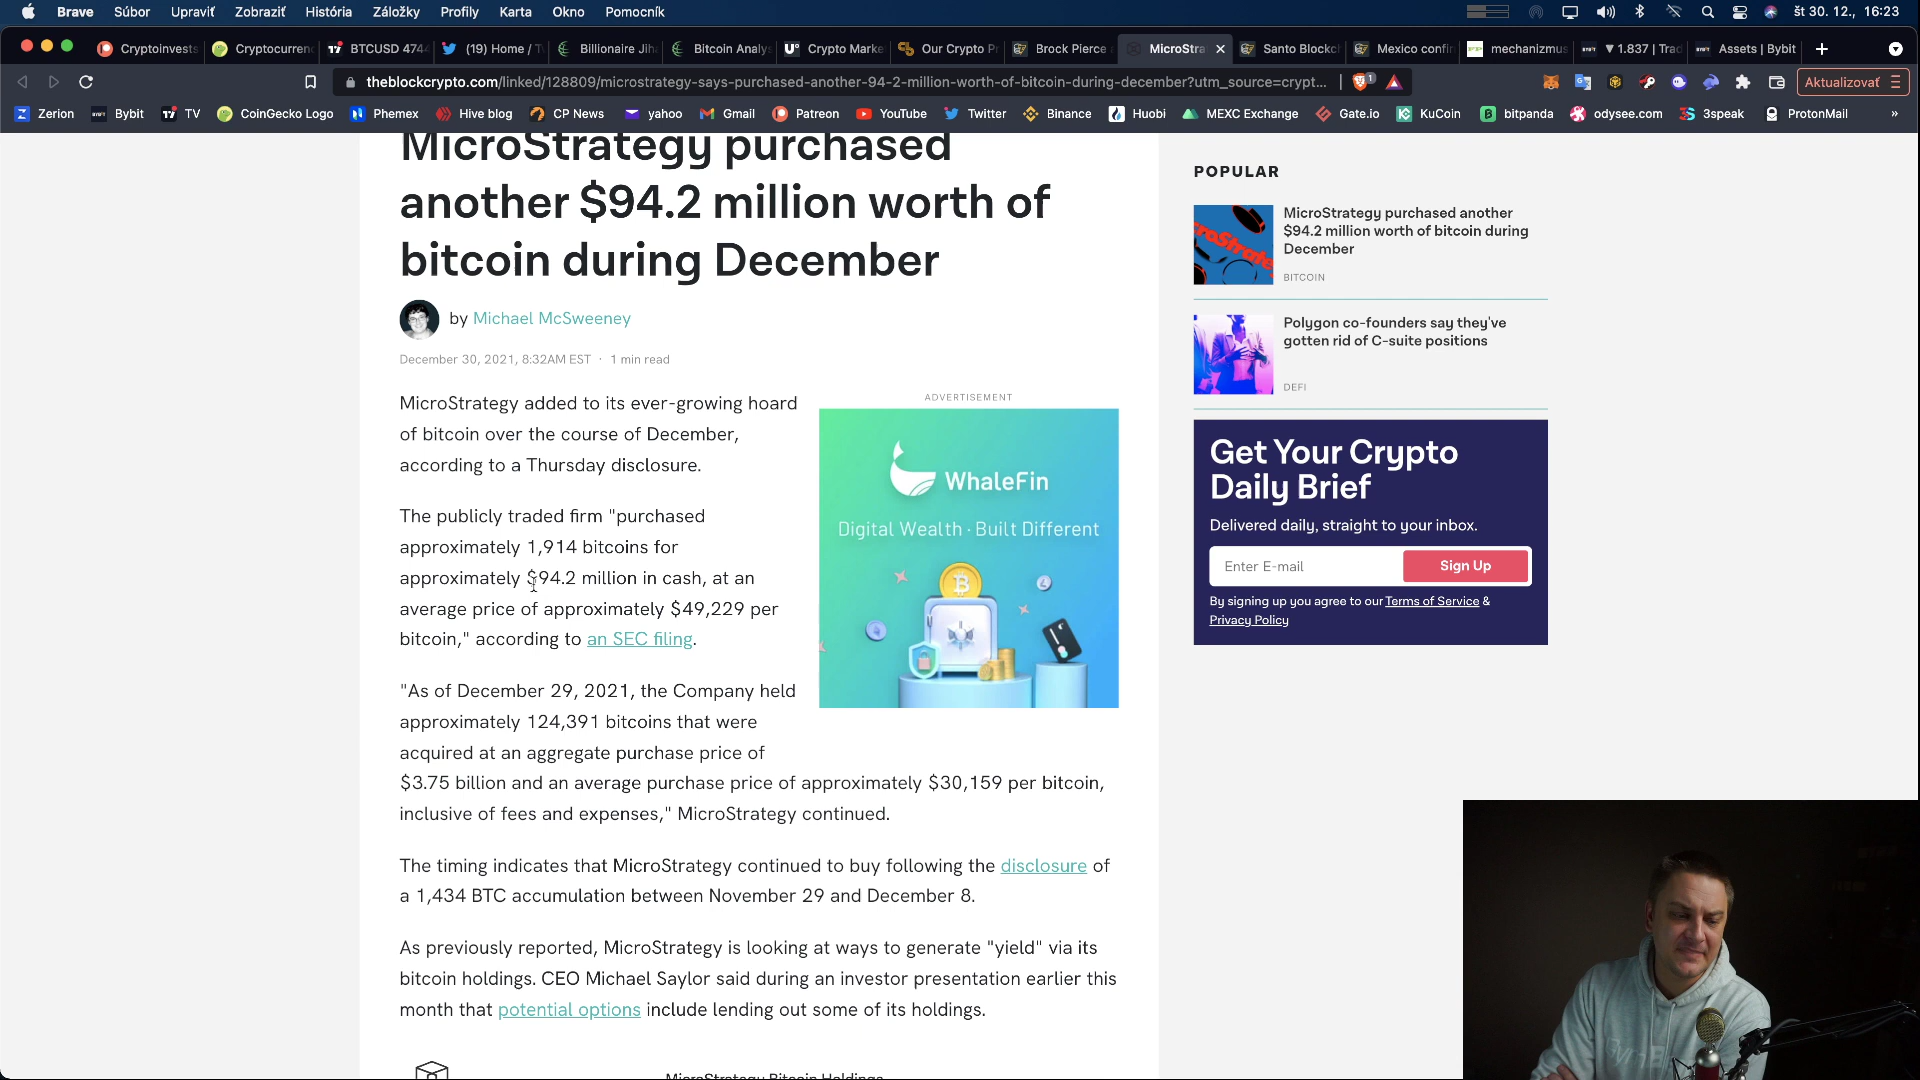 Brave Súbor Upraviť Zobraziť História Záložky Profily Karta Okno Pomocník št 30. 12., 16:23
Cryptoinvest Cryptocurren BTCUSD 474 (19) Home / T Billionaire Jih Bitcoin Analy Crypto Marke Our Crypto P Brock Pierce MicroStra Santo Blockc Mexico confi mechanizmus ▼1.837 | Trad Assets | Bybit
theblockcrypto.com/linked/128809/microstrategy-says-purchased-another-94-2-million-worth-of-bitcoin-during-december?utm_source=crypt... 1 Aktualizovať
Zerion Bybit TV CoinGecko Logo Phemex Hive blog CP News yahoo Gmail Patreon YouTube Twitter Binance Huobi MEXC Exchange Gate.io KuCoin bitpanda odysee.com 3speak ProtonMail »
MicroStrategy purchased
another $94.2 million worth of
bitcoin during December
by Michael McSweeney
December 30, 2021, 8:32AM EST · 1 min read
MicroStrategy added to its ever-growing hoard
of bitcoin over the course of December,
according to a Thursday disclosure.
The publicly traded firm "purchased
approximately 1,914 bitcoins for
approximately $94.2 million in cash, at an
average price of approximately $49,229 per
bitcoin," according to an SEC filing.
"As of December 29, 2021, the Company held
approximately 124,391 bitcoins that were
acquired at an aggregate purchase price of
$3.75 billion and an average purchase price of approximately $30,159 per bitcoin,
inclusive of fees and expenses," MicroStrategy continued.
The timing indicates that MicroStrategy continued to buy following the disclosure of
a 1,434 BTC accumulation between November 29 and December 8.
As previously reported, MicroStrategy is looking at ways to generate "yield" via its
bitcoin holdings. CEO Michael Saylor said during an investor presentation earlier this
month that potential options include lending out some of its holdings.
MicroStrategy Bitcoin Holdings
ADVERTISEMENT
WhaleFin
Digital Wealth · Built Different
POPULAR
MicroStrategy purchased another
$94.2 million worth of bitcoin during
December
BITCOIN
Polygon co-founders say they've
gotten rid of C-suite positions
DEFI
Get Your Crypto
Daily Brief
Delivered daily, straight to your inbox.
Enter E-mail Sign Up
By signing up you agree to our Terms of Service &
Privacy Policy